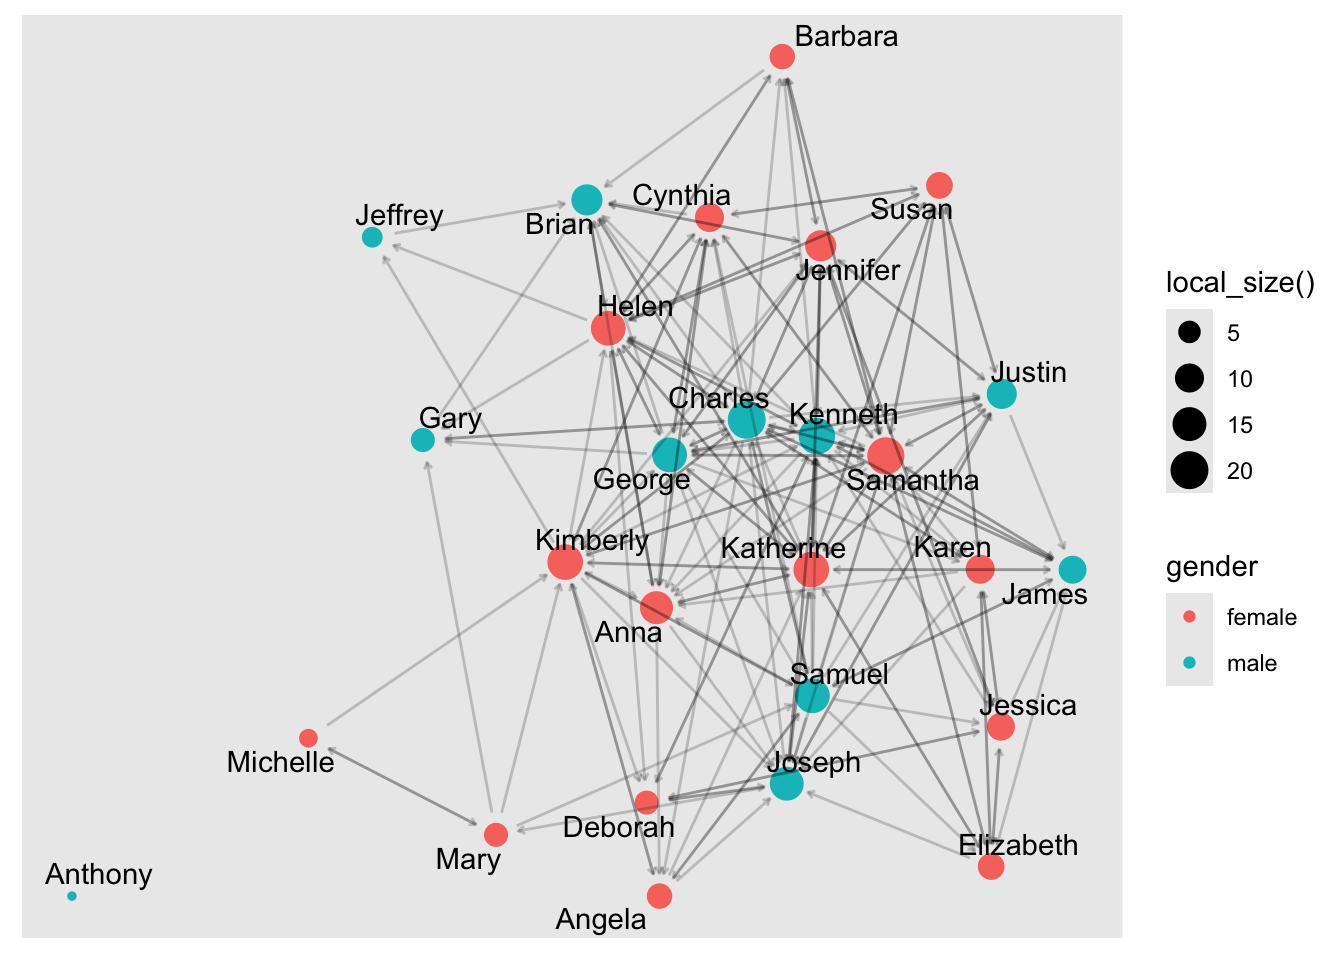 Barbara
Cynthia
Susan
Jeffrey
Brian
Jennifer
Helen
Justin
Charles
Kenneth
Gary
George
Samantha
Kimberly
Katherine
Karen
James
Anna
Samuel
Jessica
Michelle
Joseph
Deborah
Elizabeth
Mary
Anthony
Angela
local_size()
5
10
15
20
gender
female
male